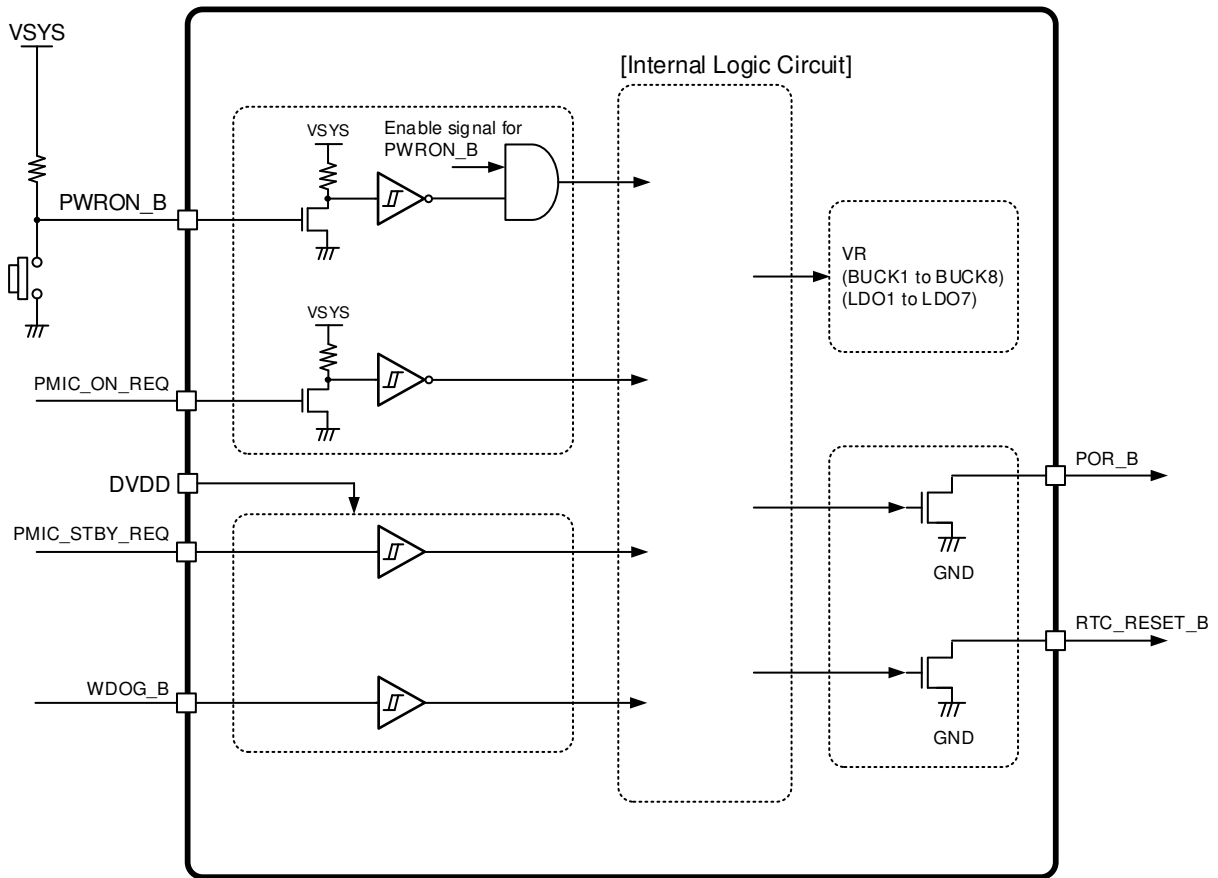 VSYS
[Internal Logic Circuit]
VSYS
Enable signal for
PWRON_B
PWRON_B
VR
(BUCK1 to BUCK8)
(LDO1 to LDO7)
VSYS
PMIC_ON_REQ
POR_B
DVDD
PMIC_STBY_REQ
GND
RTC_RESET_B
WDOG_B
GND